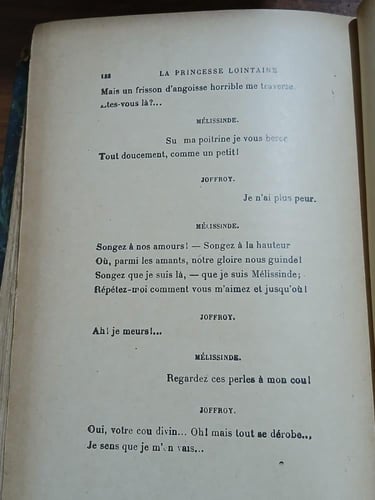 122 LA PRINCESSE LOINTAINE
Mais un frisson d'angoisse horrible me traverse
..tes-vous là?...
MÉLISSINDE.
Su ma poitrine je vous berce
Tout doucement, comme un petit!
JOFFROY.
Je n'ai plus peur.
MÉLISSINDE.
Songez à nos amours! — Songez à la hauteur
Où, parmi les amants, notre gloire nous guinde!
Songez que je suis là, — que je suis Mélissinde;
Répétez-moi comment vous m'aimez et jusqu'où!
JOFFROY.
Ah! je meurs!...
MÉLISSINDE.
Regardez ces perles à mon cou!
JOFFROY.
Oui, votre cou divin... Oh! mais tout se dérobe...
Je sens que je m'en vais...